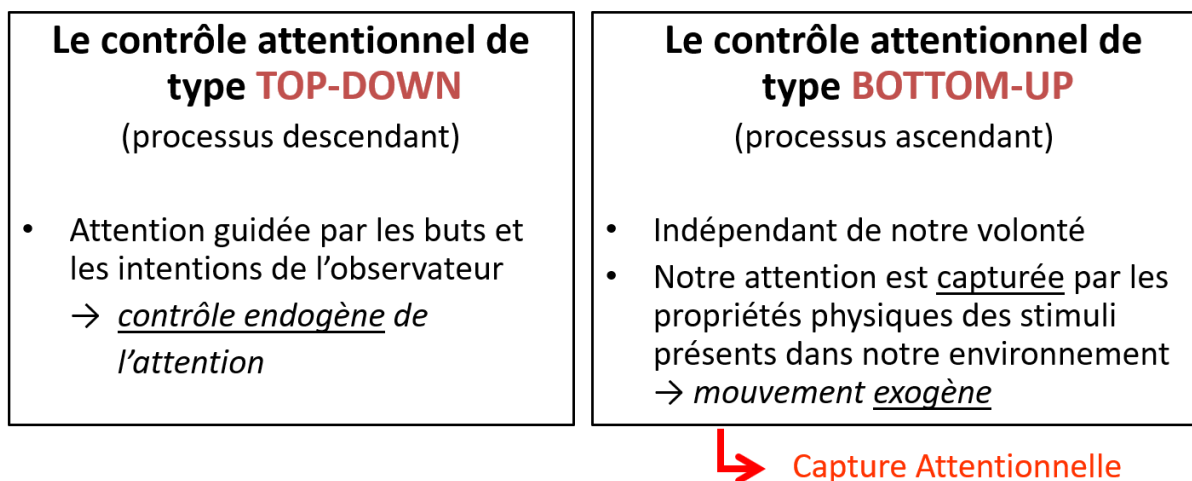 Le contrôle attentionnel de
type TOP-DOWN
(processus descendant)
• Attention guidée par les buts et
les intentions de l’observateur
→ contrôle endogène de
l’attention
Le contrôle attentionnel de
type BOTTOM-UP
(processus ascendant)
• Indépendant de notre volonté
• Notre attention est capturée par les
propriétés physiques des stimuli
présents dans notre environnement
→ mouvement exogène
Capture Attentionnelle